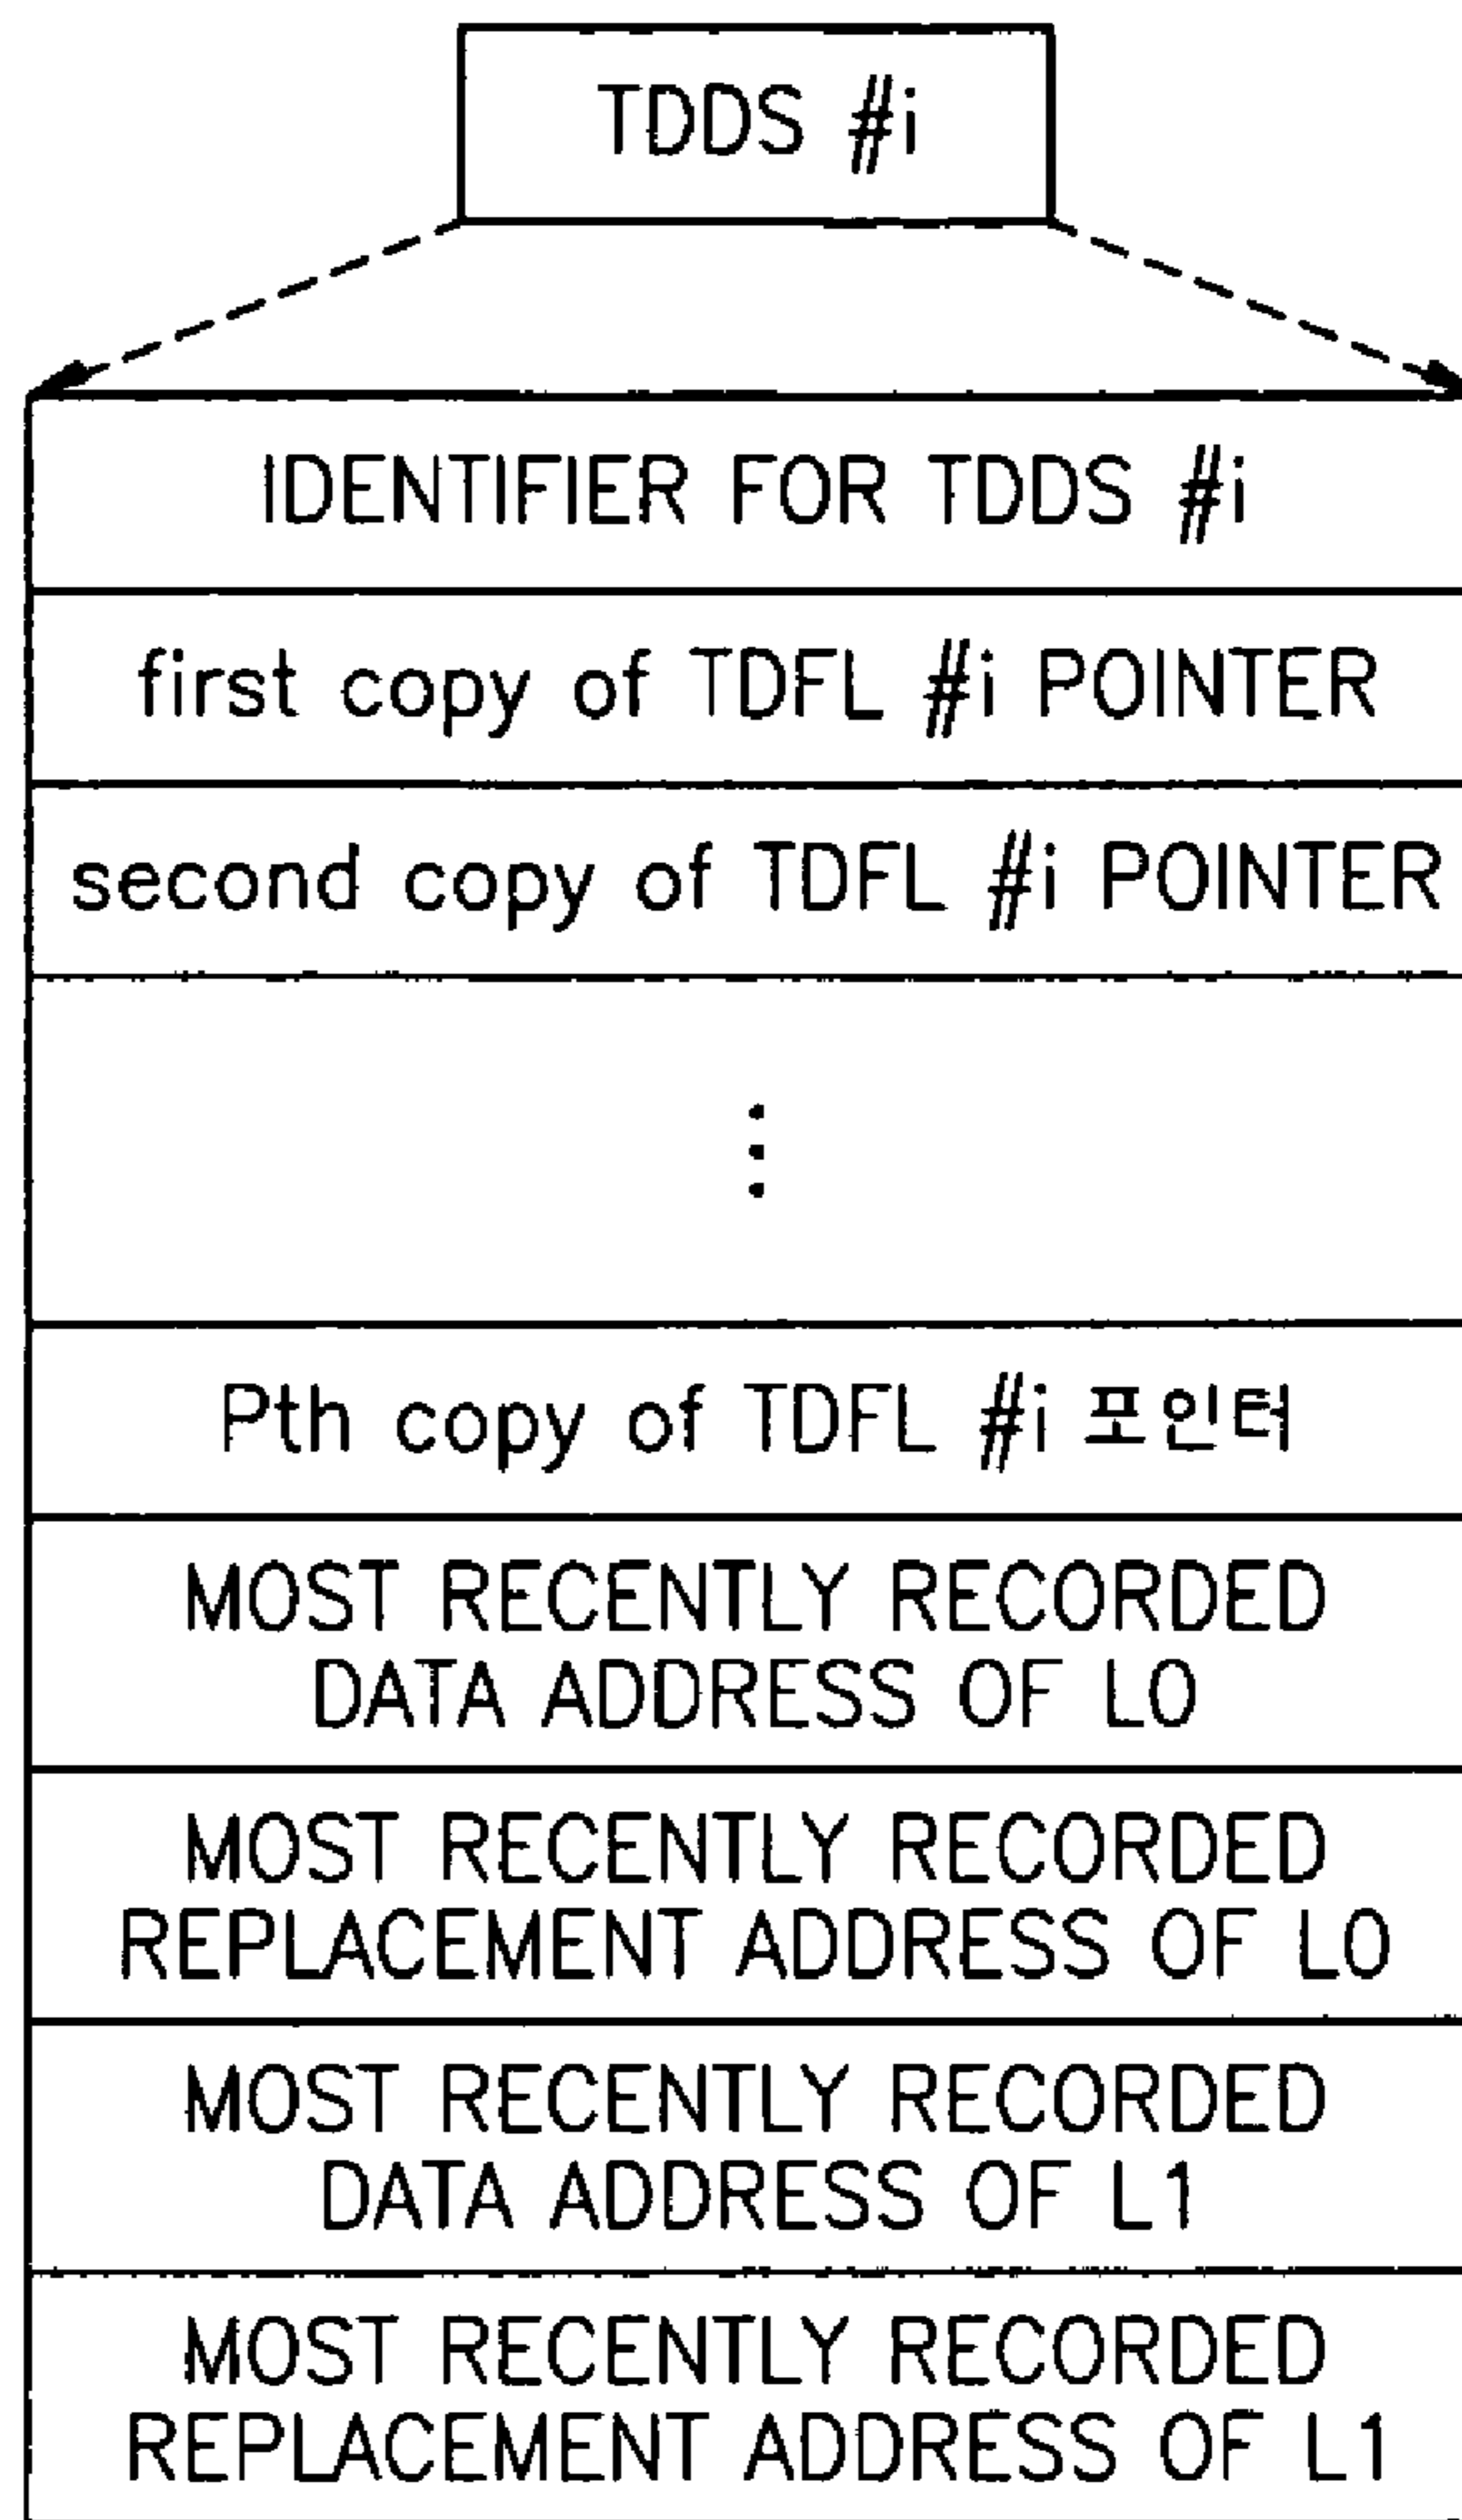 TDDS #i
IDENTIFIER FOR TDDS #i
first copy of TDFL #i POINTER
second copy of TDFL #i POINTER
Pth copy of TDFL #i 포인터
MOST RECENTLY RECORDED
DATA ADDRESS OF L0
MOST RECENTLY RECORDED
REPLACEMENT ADDRESS OF L0
MOST RECENTLY RECORDED
DATA ADDRESS OF L1
MOST RECENTLY RECORDED
REPLACEMENT ADDRESS OF L1